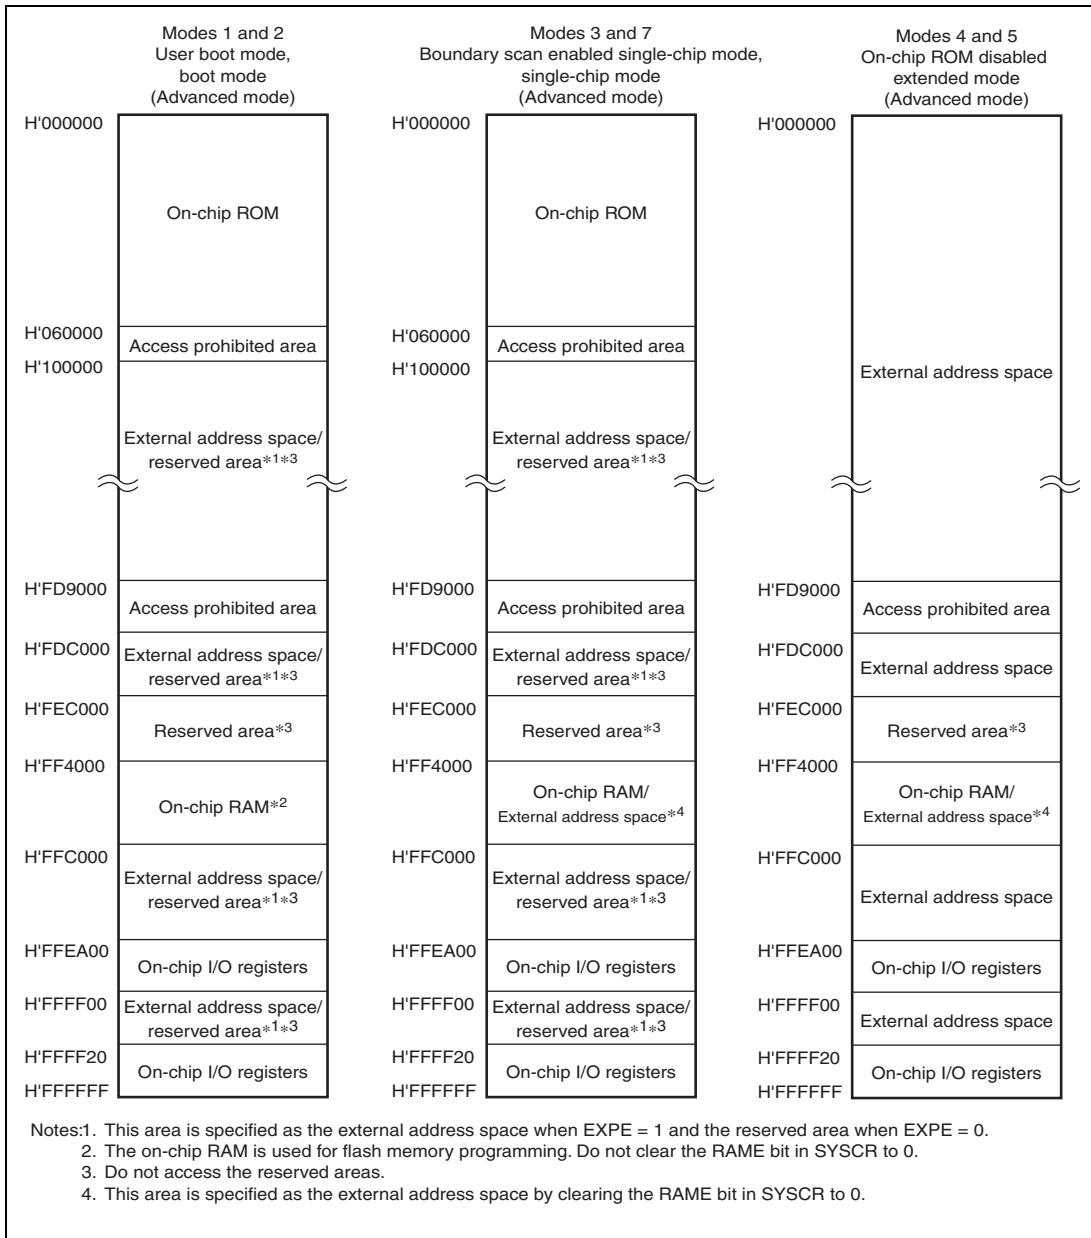 Modes 1 and 2
User boot mode,
boot mode
(Advanced mode)
H'000000
On-chip ROM
H'060000
Access prohibited area
H'100000
External address space/
reserved area*1*3
H'FD9000
Access prohibited area
H'FDC000
External address space/
reserved area*1*3
H'FEC000
Reserved area*3
H'FF4000
On-chip RAM*2
H'FFC000
External address space/
reserved area*1*3
H'FFEA00
On-chip I/O registers
H'FFFF00
External address space/
reserved area*1*3
H'FFFF20
On-chip I/O registers
H'FFFFFF
Modes 3 and 7
Boundary scan enabled single-chip mode,
single-chip mode
(Advanced mode)
H'000000
On-chip ROM
H'060000
Access prohibited area
H'100000
External address space/
reserved area*1*3
H'FD9000
Access prohibited area
H'FDC000
External address space/
reserved area*1*3
H'FEC000
Reserved area*3
H'FF4000
On-chip RAM/
External address space*4
H'FFC000
External address space/
reserved area*1*3
H'FFEA00
On-chip I/O registers
H'FFFF00
External address space/
reserved area*1*3
H'FFFF20
On-chip I/O registers
H'FFFFFF
Modes 4 and 5
On-chip ROM disabled
extended mode
(Advanced mode)
H'000000
External address space
H'FD9000
Access prohibited area
H'FDC000
External address space
H'FEC000
Reserved area*3
H'FF4000
On-chip RAM/
External address space*4
H'FFC000
External address space
H'FFEA00
On-chip I/O registers
H'FFFF00
External address space
H'FFFF20
On-chip I/O registers
H'FFFFFF
Notes:1. This area is specified as the external address space when EXPE = 1 and the reserved area when EXPE = 0.
2. The on-chip RAM is used for flash memory programming. Do not clear the RAME bit in SYSCR to 0.
3. Do not access the reserved areas.
4. This area is specified as the external address space by clearing the RAME bit in SYSCR to 0.